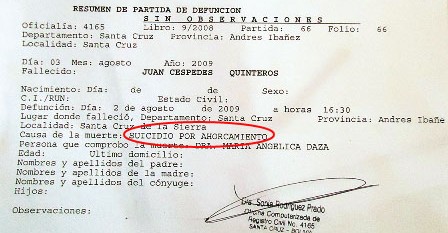 RESUMEN DE PARTIDA DE DEFUNCION
SIN OBSERVACIONES
Oficialía: 4165 Libro: 9/2008 Partida: 66 Folio: 66
Departamento: Santa Cruz Provincia: Andres Ibañez
Localidad: Santa Cruz
Día: 03 Mes: agosto Año: 2009
Fallecido: JUAN CESPEDES QUINTEROS
Nacimiento: Día: de de Sexo:
C.I./RUN: Estado Civil:
Defunción: Día: 2 de agosto de 2009 a horas 16:30
Lugar donde falleció, Departamento: Santa Cruz Provincia: Andres Ibañe
Localidad: Santa Cruz de la Sierra
Causa de la muerte: SUICIDIO POR AHORCAMIENTO
Persona que comprobo la muerte: DRA. MARIA ANGELICA DAZA
Edad: Ultimo domicilio:
Nombres y apellidos del padre:
Nombres y apellidos de la madre:
Nombres y apellidos del cónyuge:
Hijos:
Observaciones:
Dra. Sonia Rodriguez Prado
Oficina Computarizada de
Registro Civil No. 4165
SANTA CRUZ - BOLIVIA